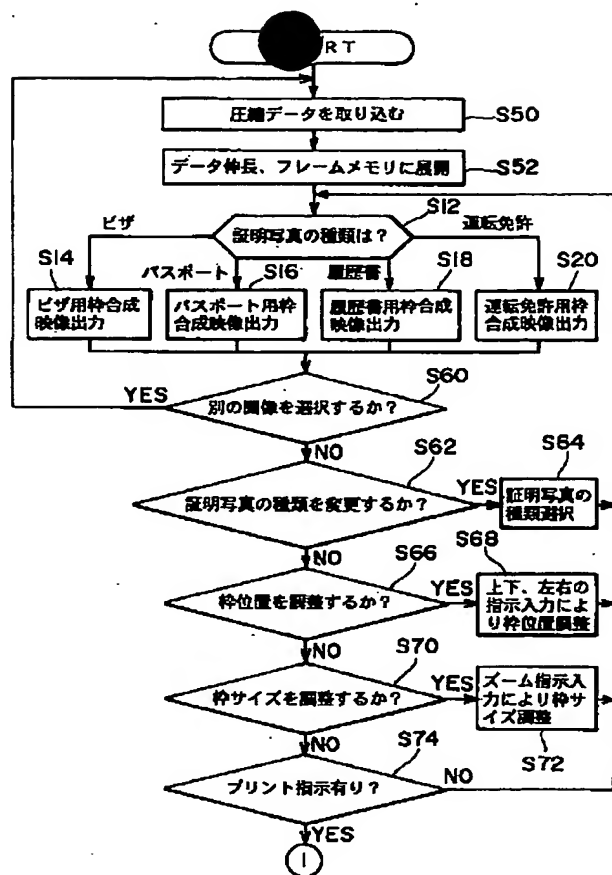 RT
圧縮データを取り込む
S50
データ伸長、フレームメモリに展開
S52
S12
証明写真の種類は？
ビザ
運転免許
パスポート
履歴書
S14
S16
S18
S20
ビザ用枠合成
映像出力
パスポート用枠
合成映像出力
履歴書用枠合成
映像出力
運転免許用枠
合成映像出力
S60
YES
別の画像を選択するか？
NO
S62
S64
証明写真の種類を変更するか？
YES
証明写真の
種類選択
NO
S66
S68
枠位置を調整するか？
YES
上下、左右の
指示入力によ
り枠位置調整
NO
S70
枠サイズを調整するか？
YES
ズーム指示入
力により枠サ
イズ調整
S72
NO
S74
プリント指示有り？
NO
YES
1